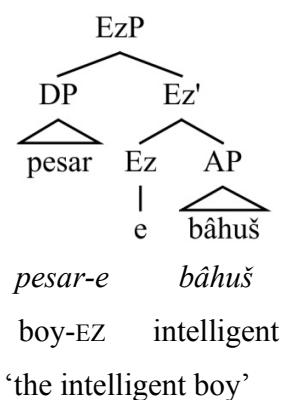 EzP
DP Ez'
pesar Ez AP
e bâhuš
pesar-e bâhuš
boy-EZ intelligent
‘the intelligent boy’